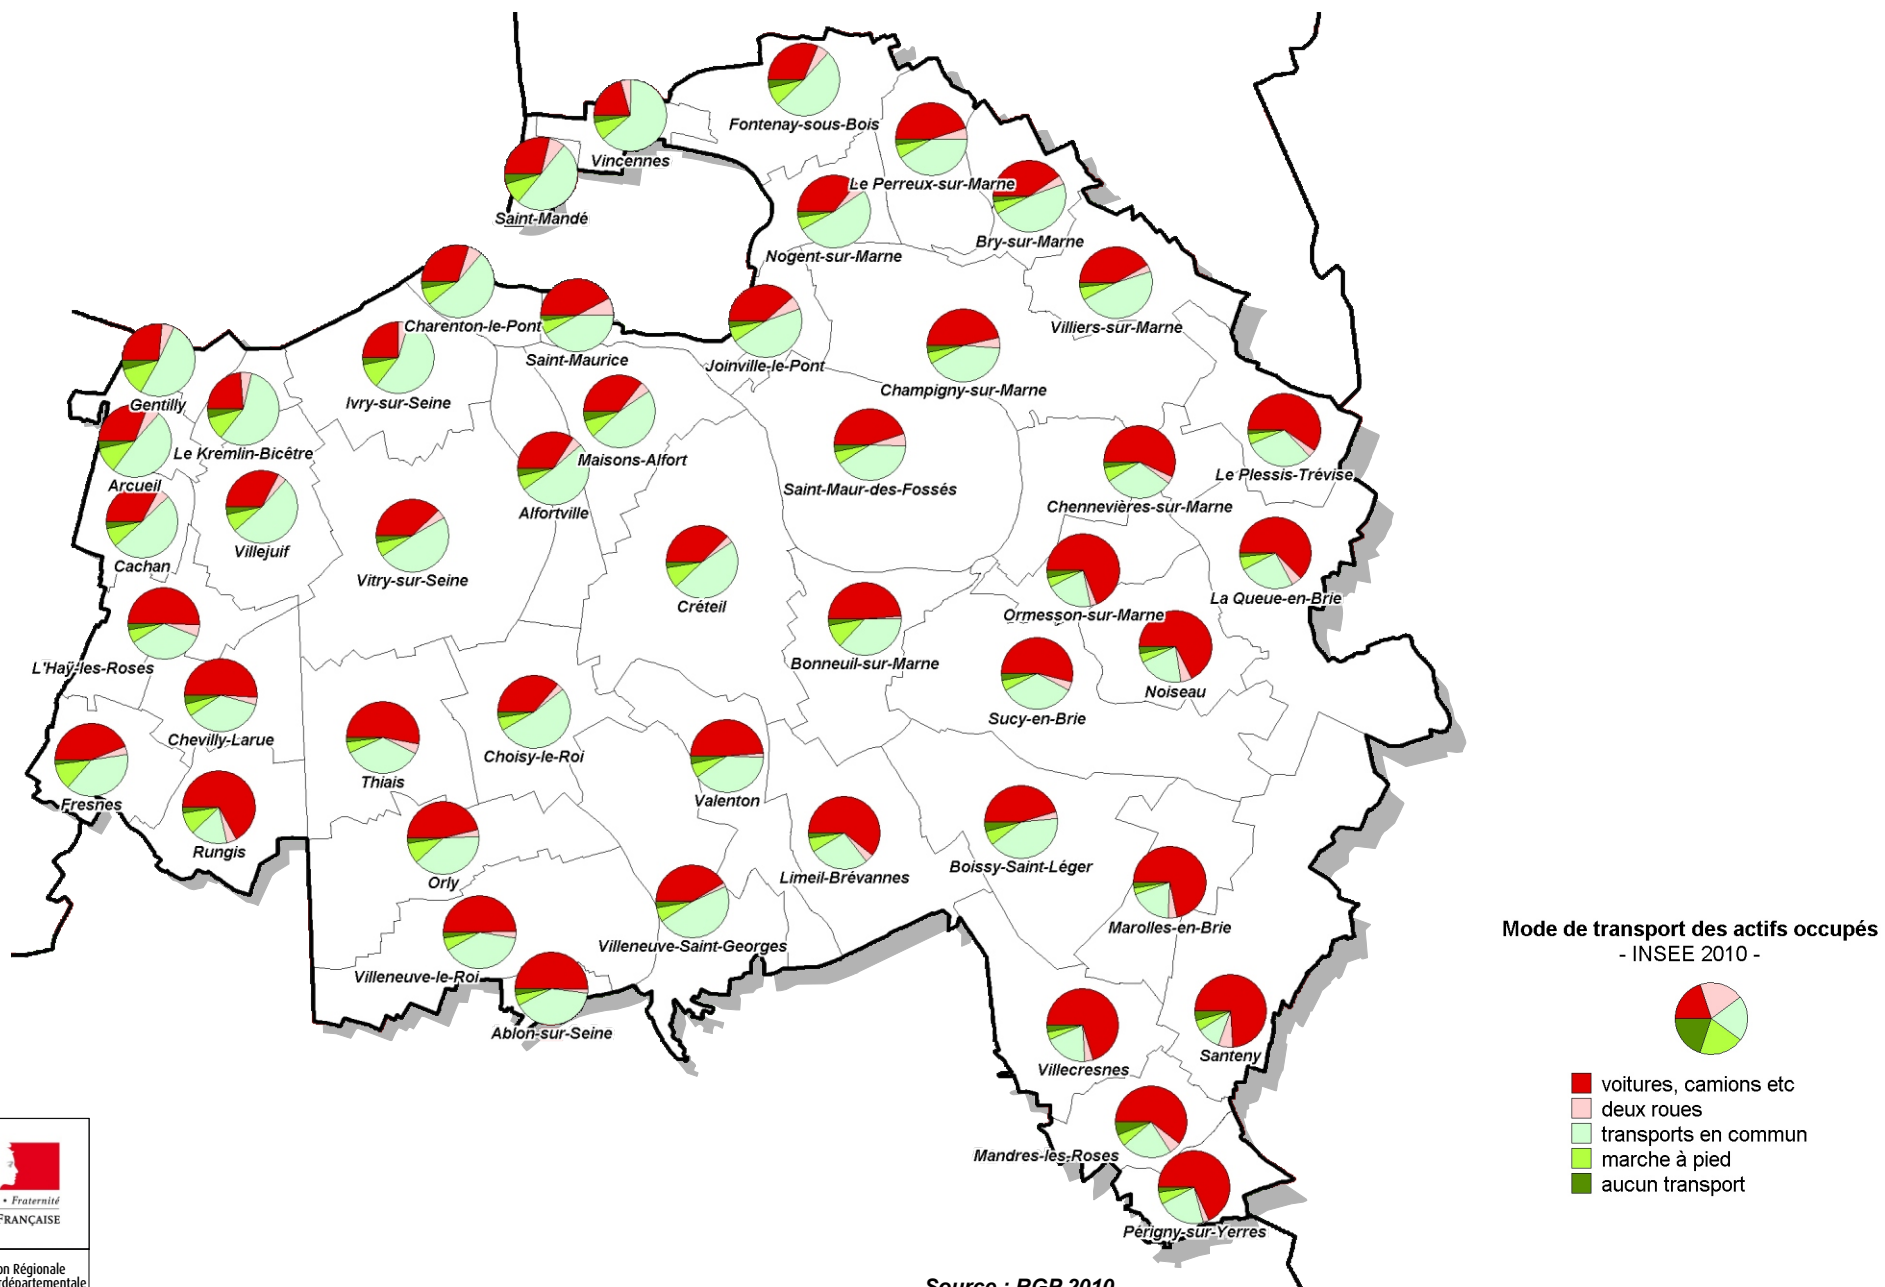 Fontenay-sous-Bois
Vincennes
Le Perreux-sur-Marne
Saint-Mandé
Bry-sur-Marne
Nogent-sur-Marne
Charenton-le-Pont
Villiers-sur-Marne
Saint-Maurice
Joinville-le-Pont
Champigny-sur-Marne
Gentilly
Ivry-sur-Seine
Le Kremlin-Bicêtre
Maisons-Alfort
Le Plessis-Trévise
Arcueil
Saint-Maur-des-Fossés
Chennevières-sur-Marne
Alfortville
Villejuif
Cachan
Vitry-sur-Seine
Créteil
La Queue-en-Brie
Ormesson-sur-Marne
L'Haÿ-les-Roses
Bonneuil-sur-Marne
Noiseau
Sucy-en-Brie
Chevilly-Larue
Choisy-le-Roi
Thiais
Fresnes
Valenton
Rungis
Orly
Limeil-Brévannes
Boissy-Saint-Léger
Marolles-en-Brie
Villeneuve-Saint-Georges
Villeneuve-le-Roi
Ablon-sur-Seine
Santeny
Villecresnes
Mandres-les-Roses
Périgny-sur-Yerres
Mode de transport des actifs occupés
- INSEE 2010 -
voitures, camions etc
deux roues
transports en commun
marche à pied
aucun transport
• Fraternité
FRANÇAISE
Régionale
Source : RGP 2010